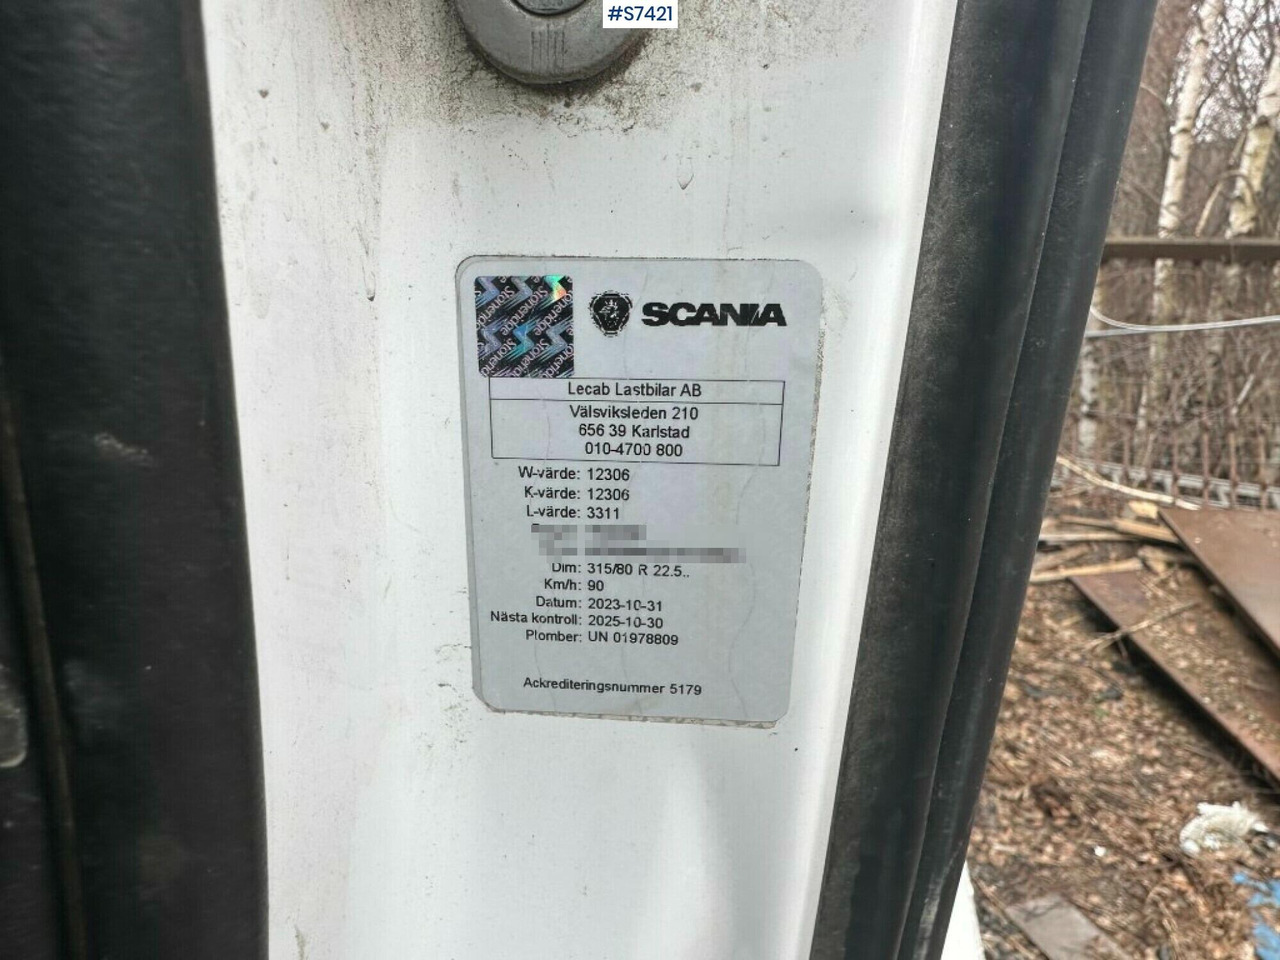 #S7421
SCANIA
Stoneridge
Lecab Lastbilar AB
Välsviksleden 210
656 39 Karlstad
010-4700 800
W-värde: 12306
K-värde: 12306
L-värde: 3311
Dim: 315/80 R 22.5..
Km/h: 90
Datum: 2023-10-31
Nästa kontroll: 2025-10-30
Plomber: UN 01978809
Ackrediteringsnummer 5179